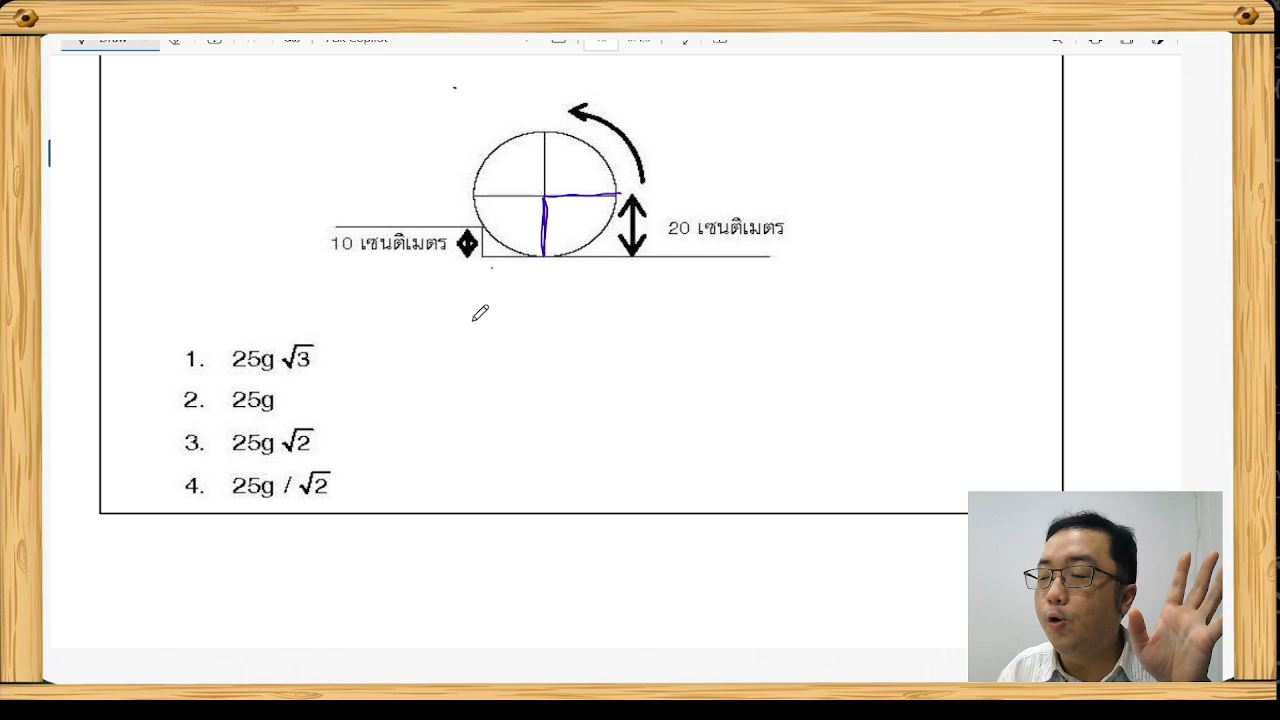 10 เซนติเมตร
20 เซนติเมตร
1. 25g √3
2. 25g
3. 25g √2
4. 25g / √2